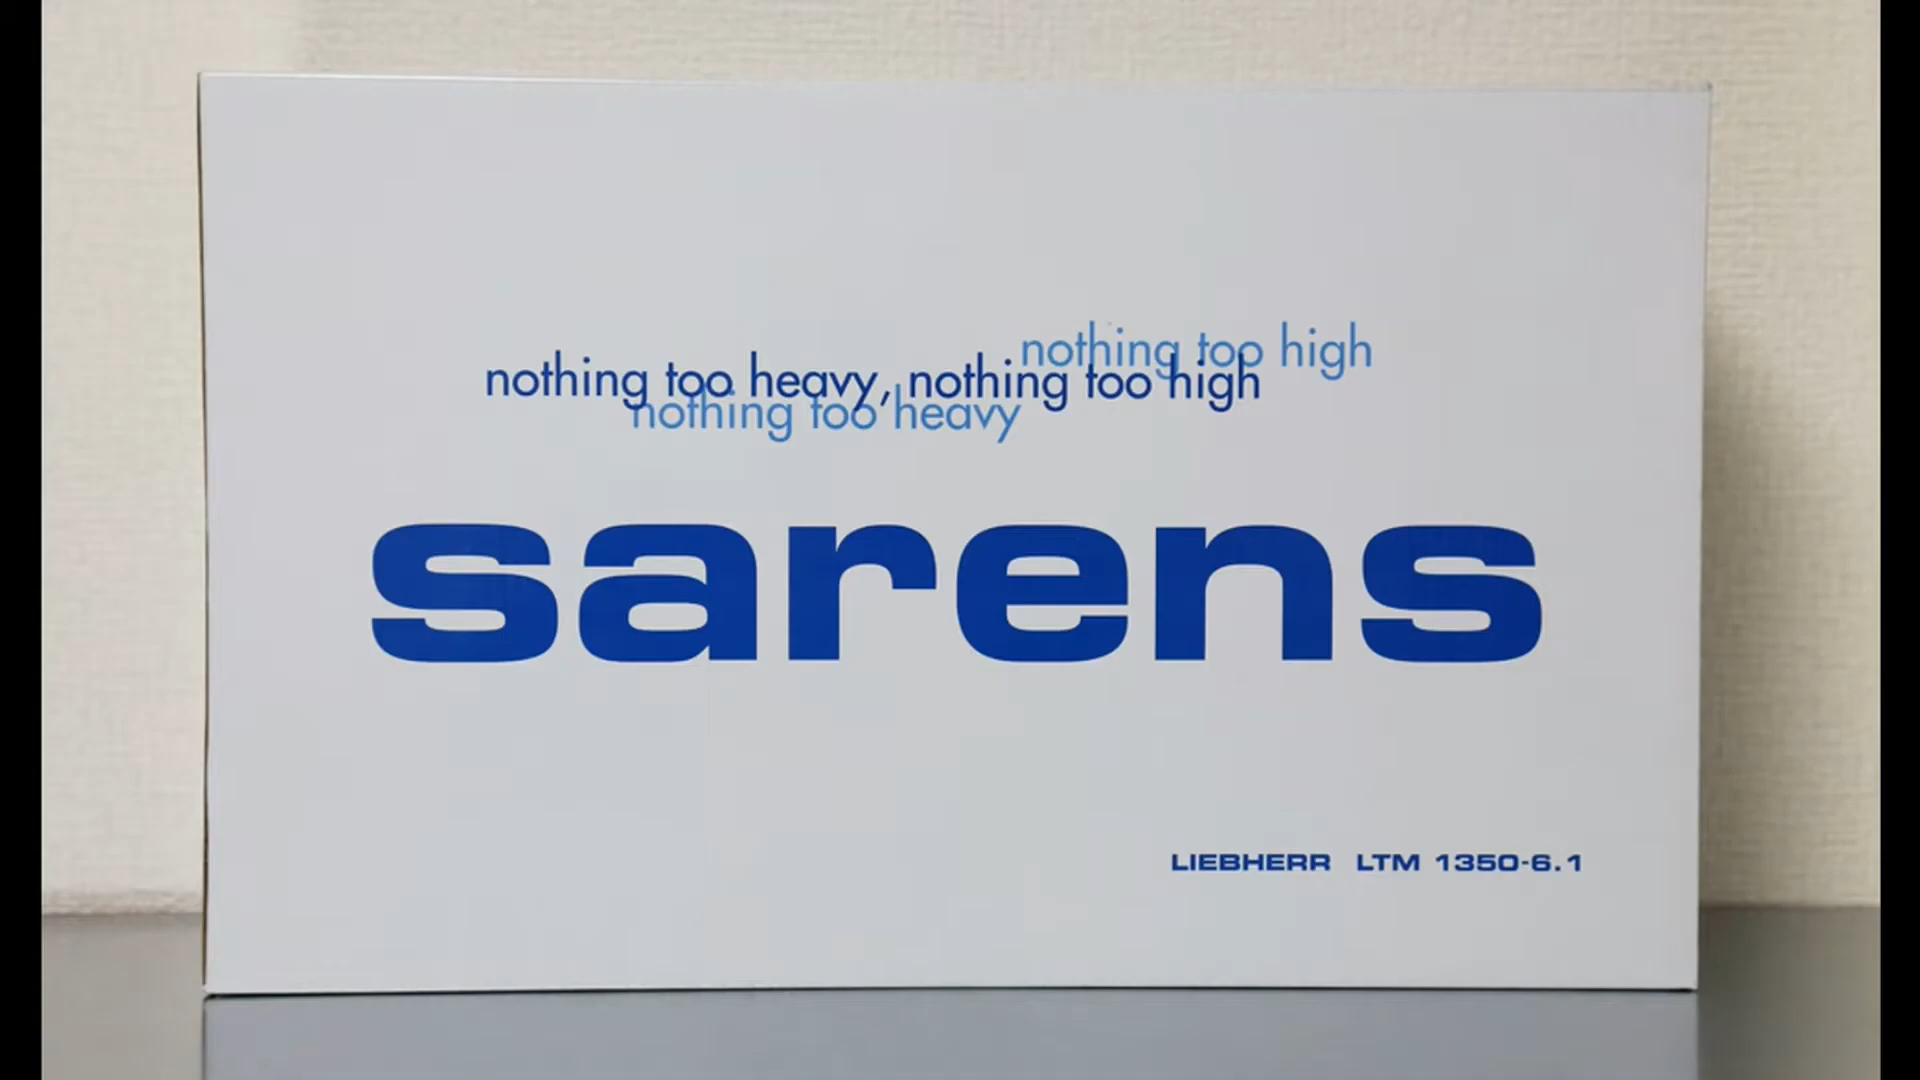 nothing too high
nothing too heavy, nothing too high
nothing too heavy
sarens
LIEBHERR LTM 1350-6.1